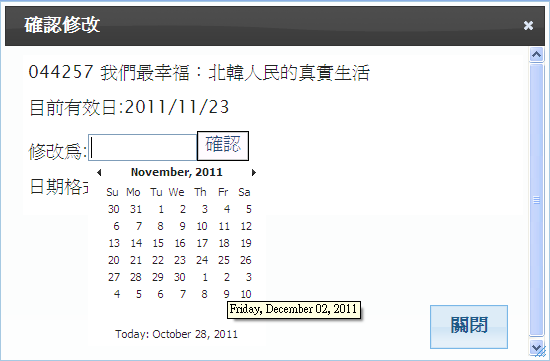 確認修改
044257 我們最幸福：北韓人民的真實生活
目前有效日:2011/11/23
修改為: 確認
日期格式
November, 2011
Su Mo Tu We Th Fr Sa
30 31 1 2 3 4 5
6 7 8 9 10 11 12
13 14 15 16 17 18 19
20 21 22 23 24 25 26
27 28 29 30 1 2 3
4 5 6 7 8 9 10
Friday, December 02, 2011
Today: October 28, 2011
關閉